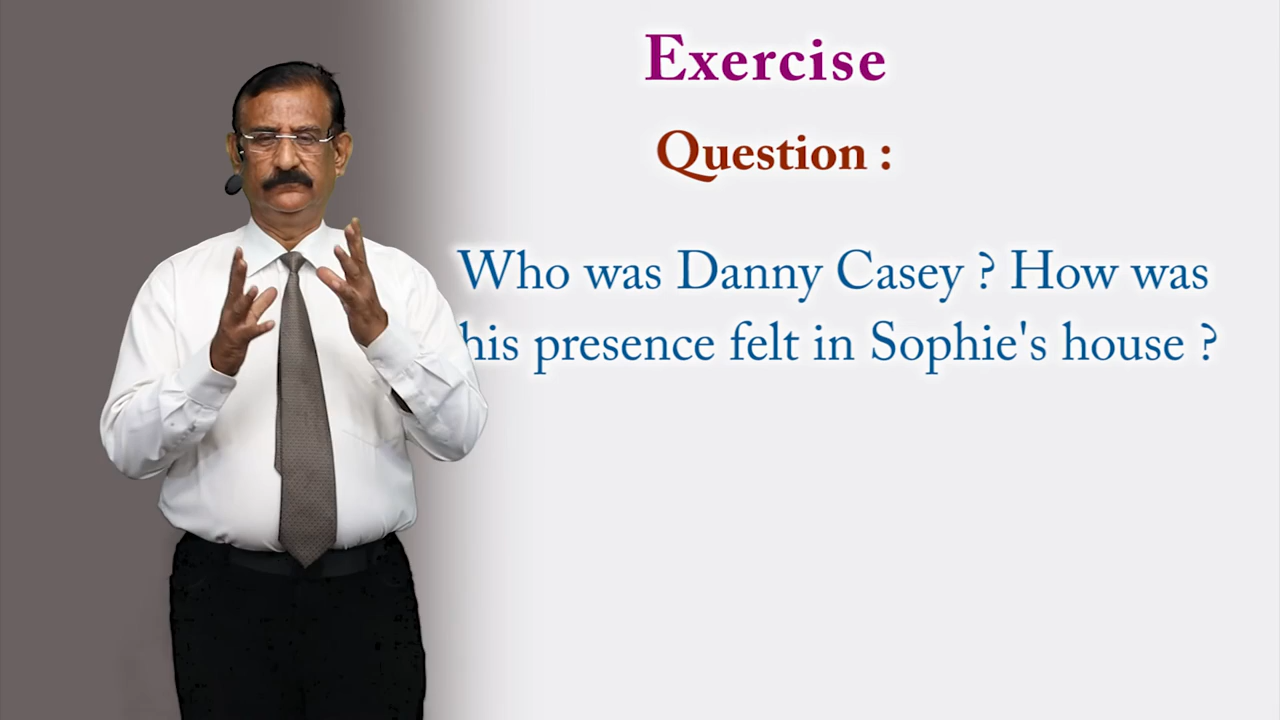 Exercise
Question :
Who was Danny Casey ? How was
his presence felt in Sophie's house ?